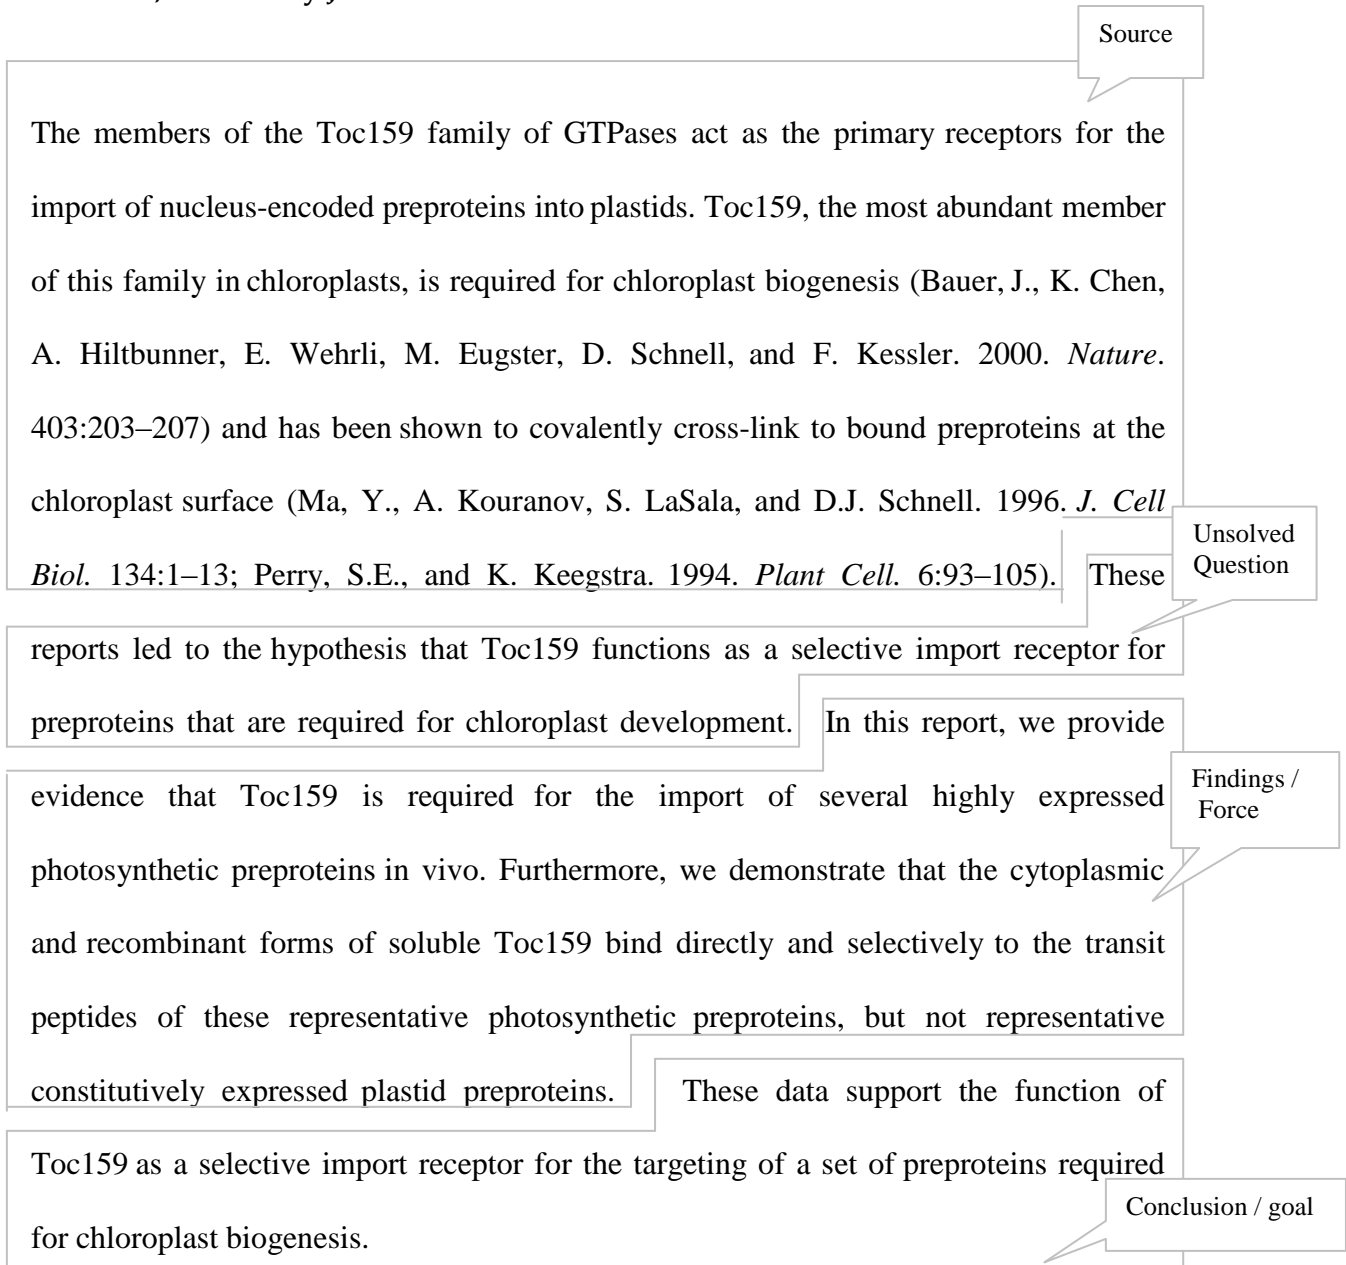 Source
The members of the Toc159 family of GTPases act as the primary receptors for the
import of nucleus-encoded preproteins into plastids. Toc159, the most abundant member
of this family in chloroplasts, is required for chloroplast biogenesis (Bauer, J., K. Chen,
A. Hiltbunner, E. Wehrli, M. Eugster, D. Schnell, and F. Kessler. 2000. Nature.
403:203–207) and has been shown to covalently cross-link to bound preproteins at the
chloroplast surface (Ma, Y., A. Kouranov, S. LaSala, and D.J. Schnell. 1996. J. Cell
Biol. 134:1–13; Perry, S.E., and K. Keegstra. 1994. Plant Cell. 6:93–105). These
Unsolved
Question
reports led to the hypothesis that Toc159 functions as a selective import receptor for
preproteins that are required for chloroplast development. In this report, we provide
Findings /
Force
evidence that Toc159 is required for the import of several highly expressed
photosynthetic preproteins in vivo. Furthermore, we demonstrate that the cytoplasmic
and recombinant forms of soluble Toc159 bind directly and selectively to the transit
peptides of these representative photosynthetic preproteins, but not representative
constitutively expressed plastid preproteins. These data support the function of
Toc159 as a selective import receptor for the targeting of a set of preproteins required
Conclusion / goal
for chloroplast biogenesis.